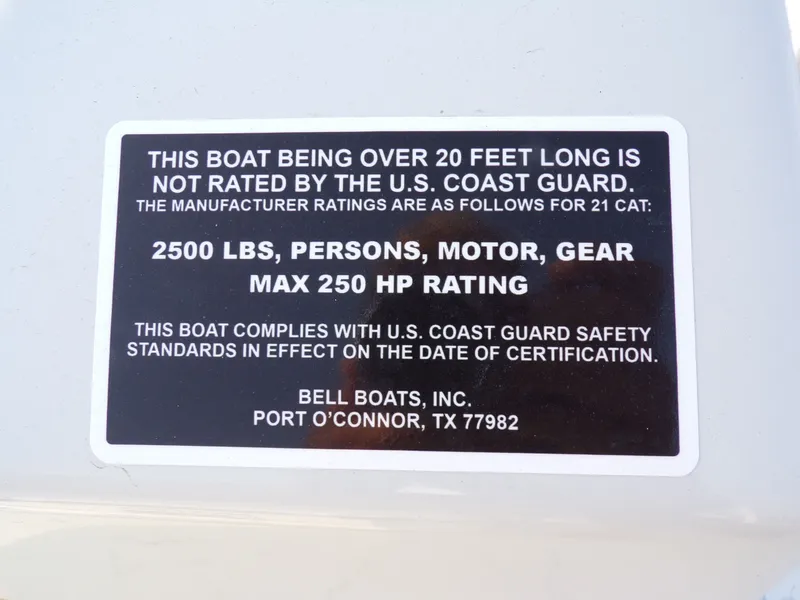 THIS BOAT BEING OVER 20 FEET LONG IS
NOT RATED BY THE U.S. COAST GUARD.
THE MANUFACTURER RATINGS ARE AS FOLLOWS FOR 21 CAT:
2500 LBS, PERSONS, MOTOR, GEAR
MAX 250 HP RATING
THIS BOAT COMPLIES WITH U.S. COAST GUARD SAFETY
STANDARDS IN EFFECT ON THE DATE OF CERTIFICATION.
BELL BOATS, INC.
PORT O'CONNOR, TX 77982